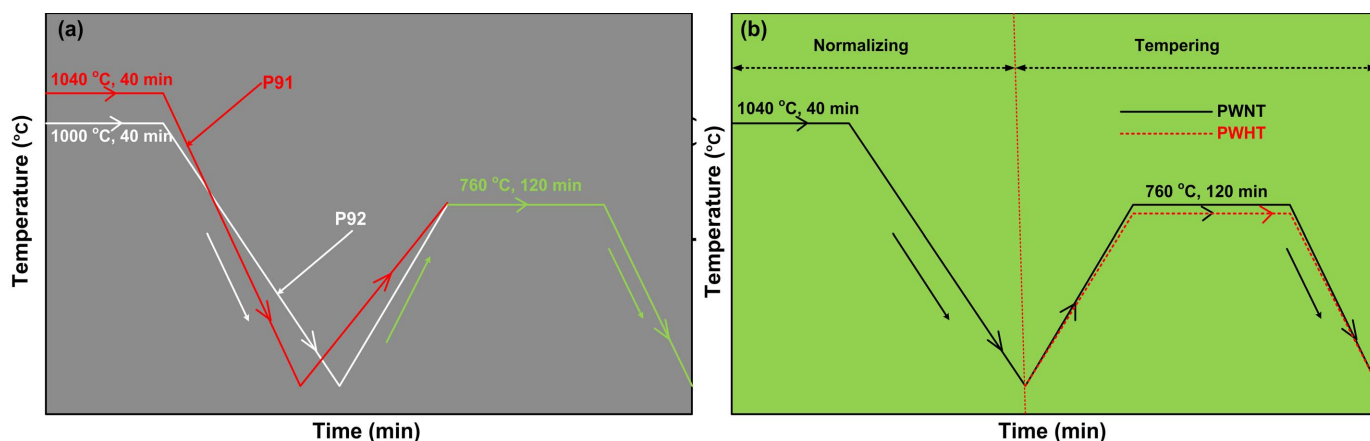 (a)
1040 °C, 40 min
P91
1000 °C, 40 min
P92
760 °C, 120 min
Temperature (°C)
Time (min)
(b)
Normalizing
Tempering
1040 °C, 40 min
PWNT
PWHT
760 °C, 120 min
Temperature (°C)
Time (min)